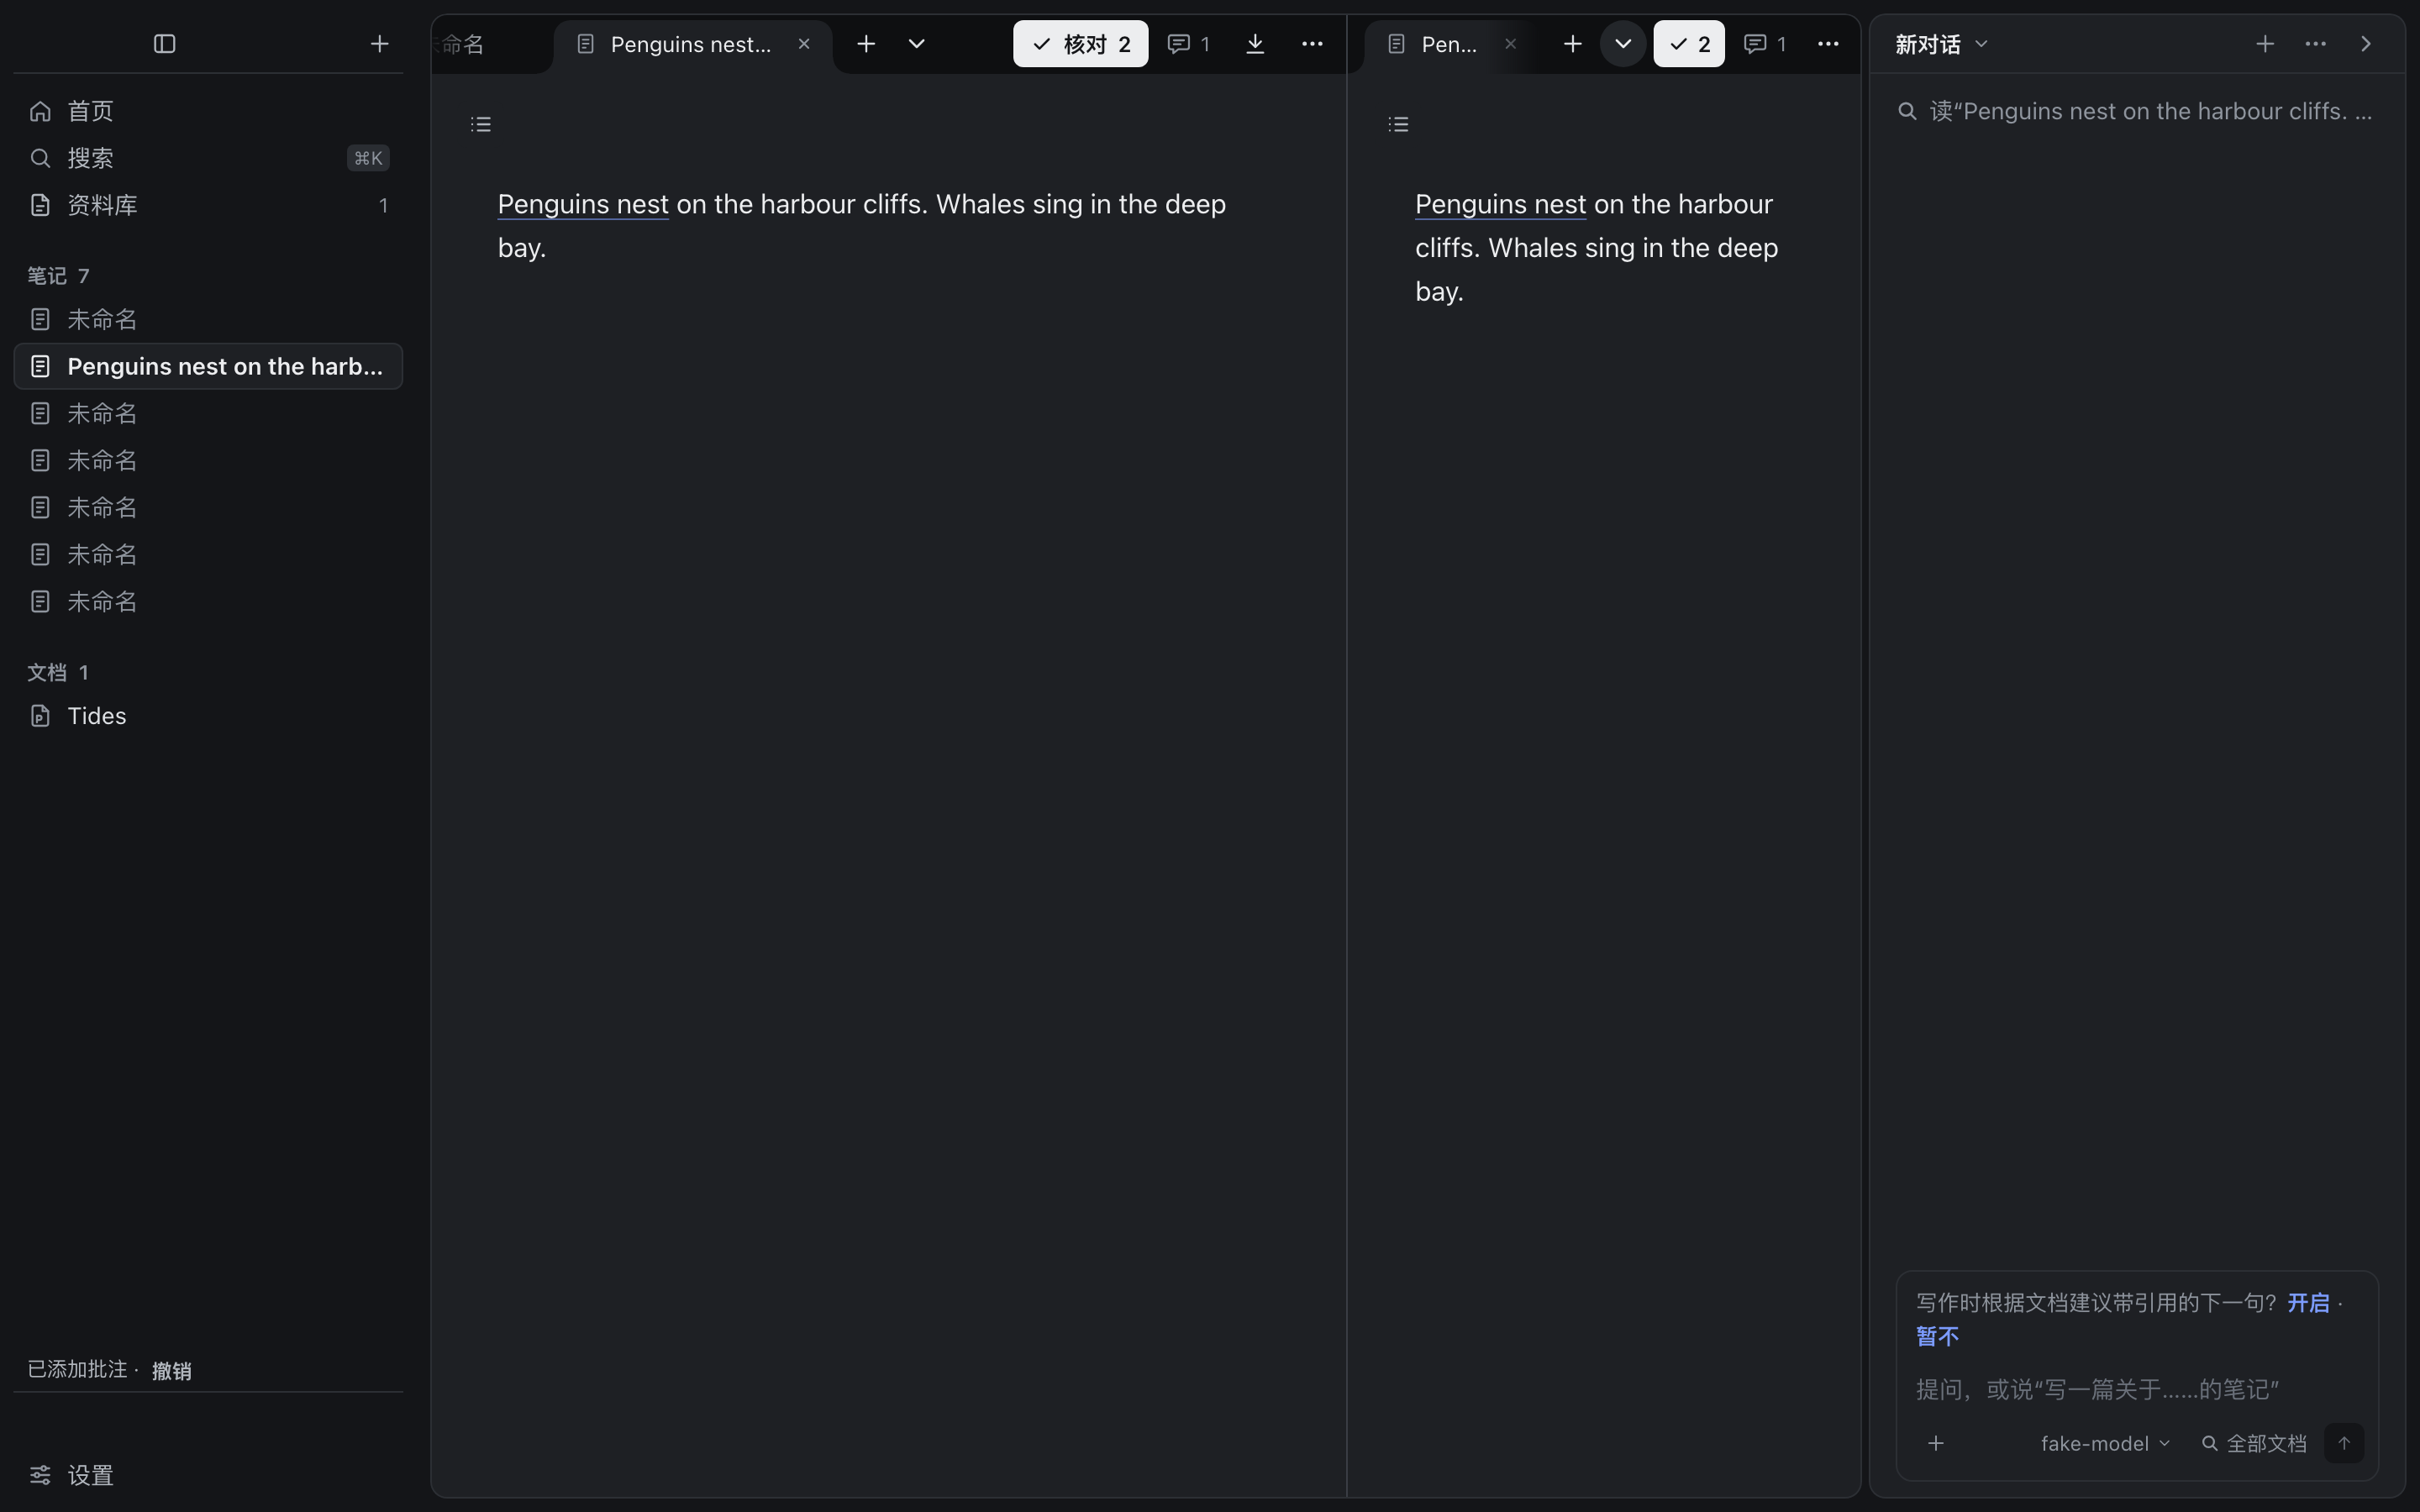 首页
搜索 ⌘K
资料库 1
笔记 7
未命名
Penguins nest on the harb...
未命名
未命名
未命名
未命名
未命名
文档 1
Tides
已添加批注 · 撤销
设置
命名
Penguins nest...
核对 2
1
Penguins nest on the harbour cliffs. Whales sing in the deep
bay.
Pen...
2
1
Penguins nest on the harbour
cliffs. Whales sing in the deep
bay.
新对话
读“Penguins nest on the harbour cliffs. ...
写作时根据文档建议带引用的下一句？ 开启 ·
暂不
提问，或说“写一篇关于……的笔记”
fake-model
全部文档